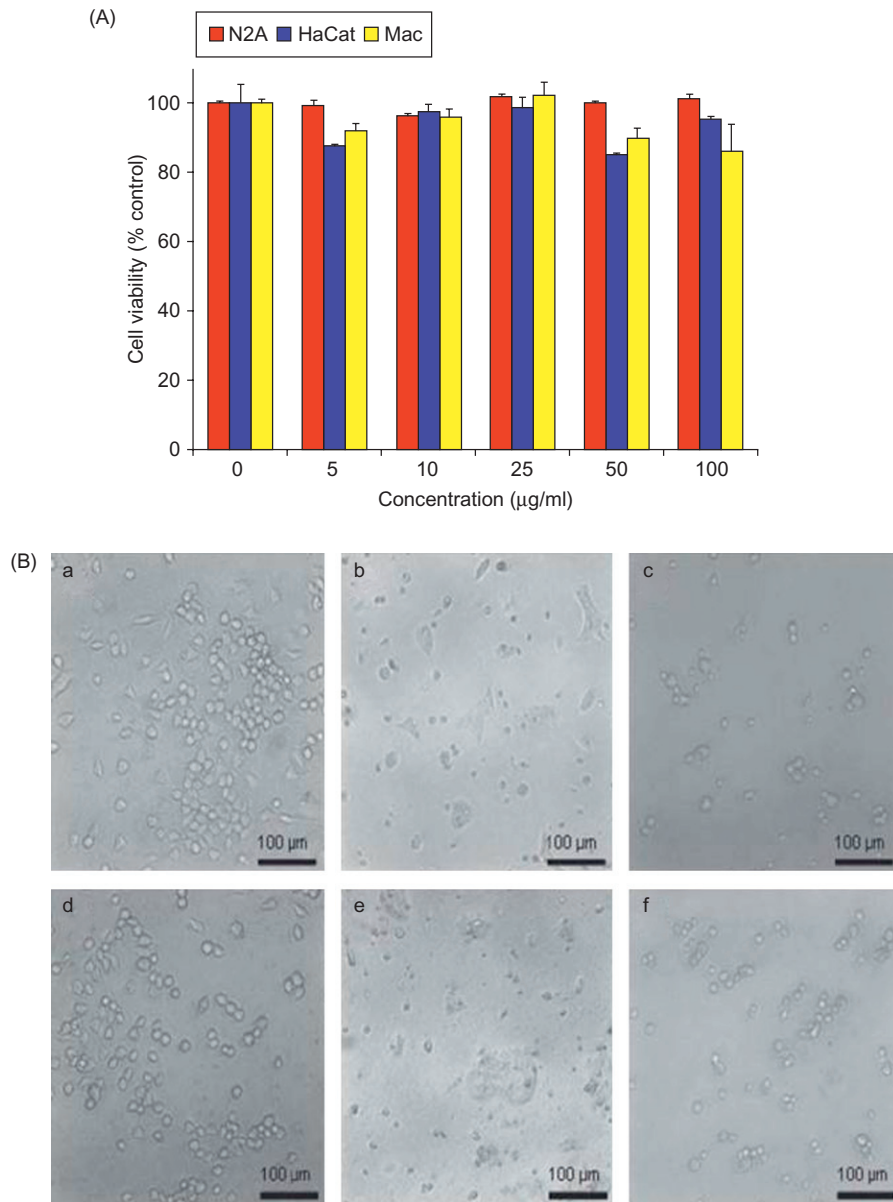 (A)
N2A HaCat Mac
100
80
60
40
20
0
Cell viability (% control)
0 5 10 25 50 100
Concentration (μg/ml)
(B)
a b c
100 μm 100 μm 100 μm
d e f
100 μm 100 μm 100 μm